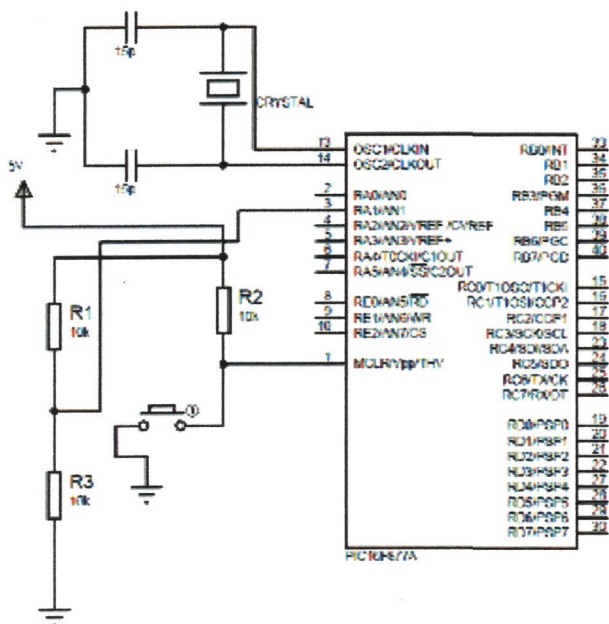 15p
CRYSTAL
15p
5V
R1
10k
R2
10k
R3
10k
13 OSC1/CLKIN
14 OSC2/CLKOUT
2 RA0/AN0
3 RA1/AN1
4 RA2/AN2/VREF-/CVREF
5 RA3/AN3/VREF+
6 RA4/T0CKI/C1OUT
7 RA5/AN4/SS/C2OUT
8 RE0/AN5/RD
9 RE1/AN6/WR
10 RE2/AN7/CS
1 MCLR/Vpp/THV
RB0/INT 33
RB1 34
RB2 35
RB3/PGM 36
RB4 37
RB5 38
RB6/PGC 39
RB7/PGD 40
RC0/T1OSO/T1CKI 15
RC1/T1OSI/CCP2 16
RC2/CCP1 17
RC3/SCK/SCL 18
RC4/SDI/SDA 23
RC5/SDO 24
RC6/TX/CK 25
RC7/RX/DT 26
RD0/PSP0 19
RD1/PSP1 20
RD2/PSP2 21
RD3/PSP3 22
RD4/PSP4 27
RD5/PSP5 28
RD6/PSP6 29
RD7/PSP7 30
PIC16F877A